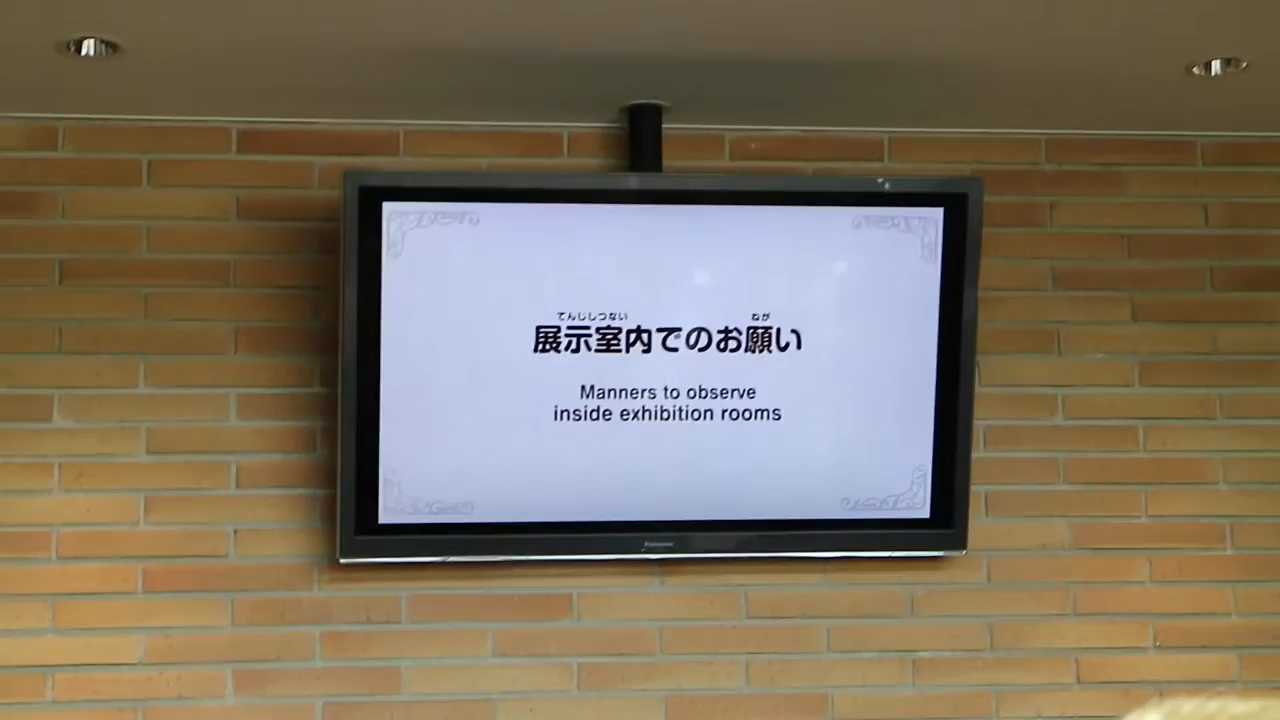 てんじしつない ねが
展示室内でのお願い
Manners to observe
inside exhibition rooms
Panasonic